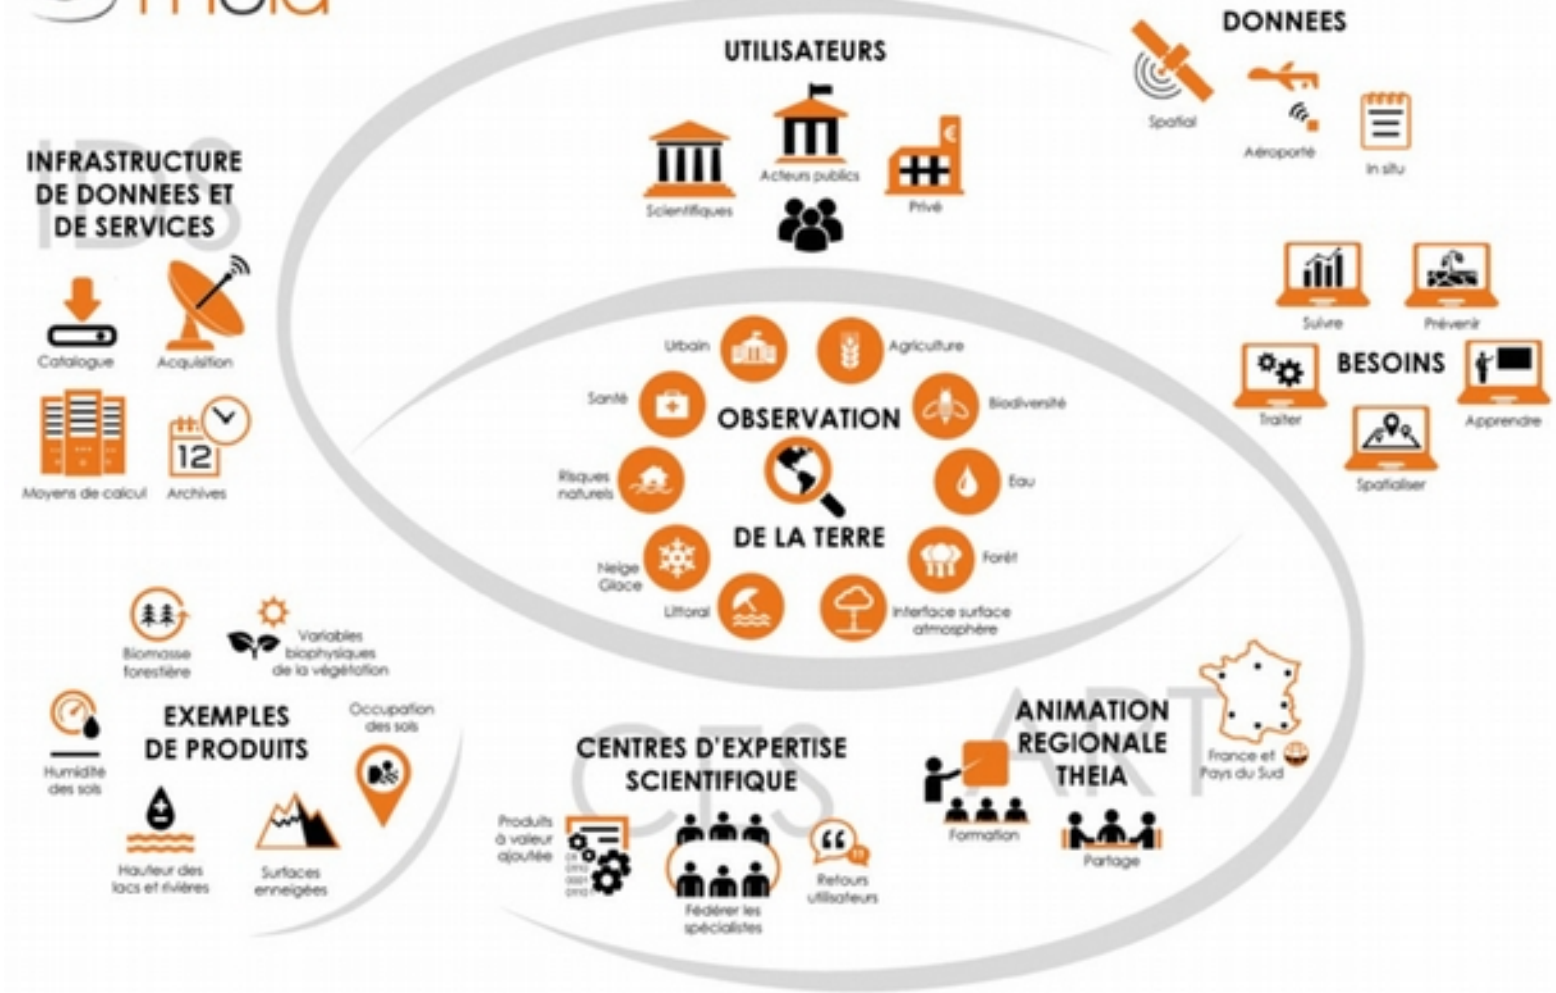 theia
UTILISATEURS
Scientifiques
Acteurs publics
Privé
DONNEES
Spatial
Aéroporté
In situ
IDS
INFRASTRUCTURE
DE DONNEES ET
DE SERVICES
Catalogue
Acquisition
12
Moyens de calcul
Archives
Suivre
Prévenir
BESOINS
Traiter
Apprendre
Spatialiser
Urbain
Agriculture
Santé
Biodiversité
OBSERVATION
DE LA TERRE
Risques
naturels
Eau
Neige
Glace
Forêt
Littoral
Interface surface
atmosphère
Biomasse
forestière
Variables
biophysiques
de la végétation
EXEMPLES
DE PRODUITS
Occupation
des sols
Humidité
des sols
Hauteur des
lacs et rivières
Surfaces
enneigées
CES
CENTRES D'EXPERTISE
SCIENTIFIQUE
Produits
à valeur
ajoutée
Fédérer les
spécialistes
Retours
utilisateurs
ART
ANIMATION
REGIONALE
THEIA
Formation
Partage
France et
Pays du Sud